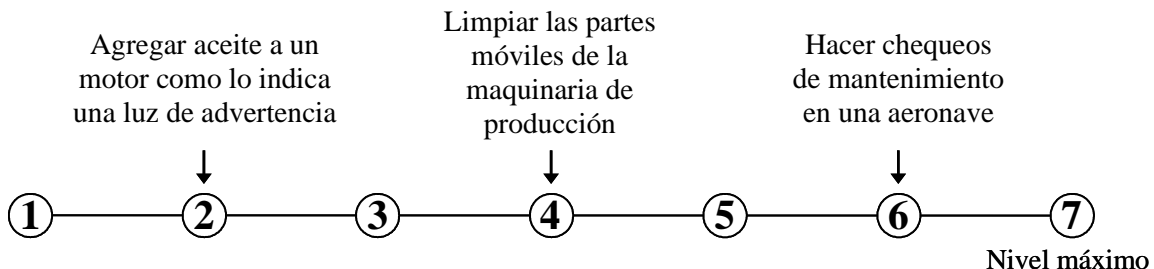 Agregar aceite a un
motor como lo indica
una luz de advertencia
Limpiar las partes
móviles de la
maquinaria de
producción
Hacer chequeos
de mantenimiento
en una aeronave
1 2 3 4 5 6 7
Nivel máximo